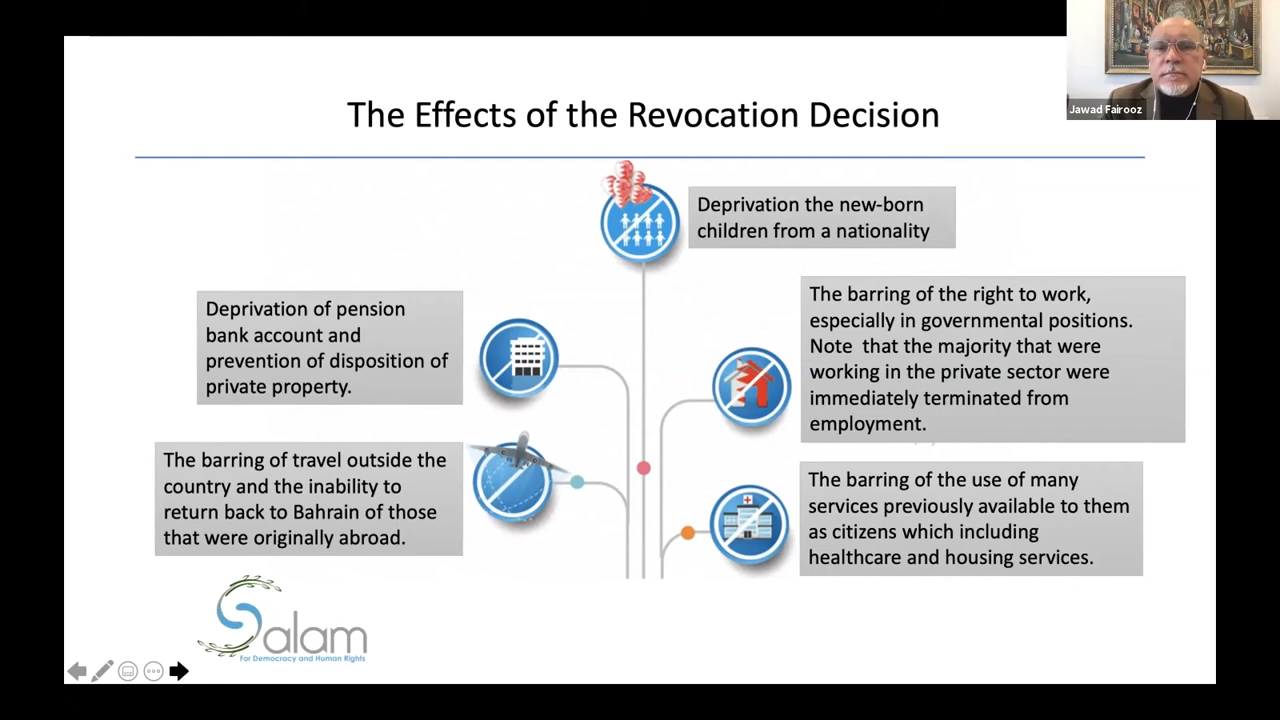 Jawad Fairooz
The Effects of the Revocation Decision
Deprivation the new-born
children from a nationality
Deprivation of pension
bank account and
prevention of disposition of
private property.
The barring of the right to work,
especially in governmental positions.
Note that the majority that were
working in the private sector were
immediately terminated from
employment.
The barring of travel outside the
country and the inability to
return back to Bahrain of those
that were originally abroad.
The barring of the use of many
services previously available to them
as citizens which including
healthcare and housing services.
Salam
For Democracy and Human Rights